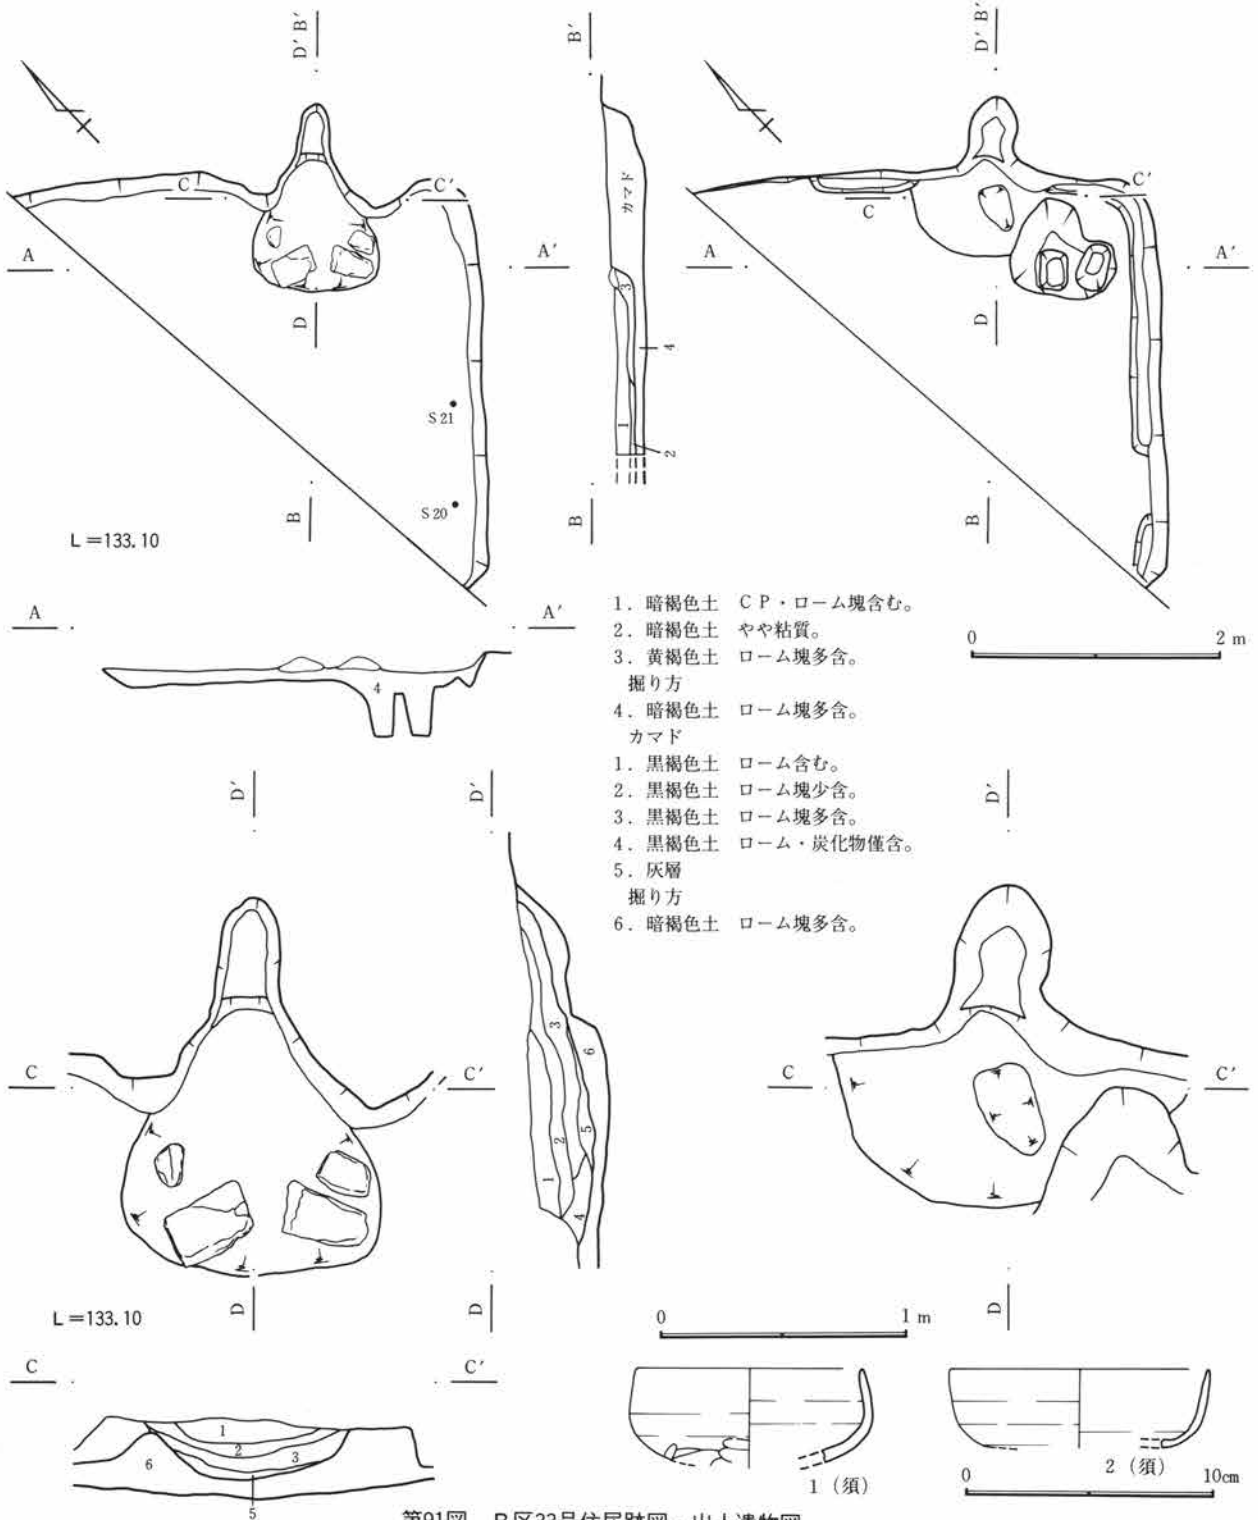 D′ B′
B′
D′ B′
C
C′
カマド
C
C′
A
A′
A
A′
3
D
4
D
S 21
1
2
S 20
B
B
B
L＝133.10
A
A′
4
1．暗褐色土　ＣＰ・ローム塊含む。
2．暗褐色土　やや粘質。
3．黄褐色土　ローム塊多含。
掘り方
4．暗褐色土　ローム塊多含。
カマド
1．黒褐色土　ローム含む。
2．黒褐色土　ローム塊少含。
3．黒褐色土　ローム塊多含。
4．黒褐色土　ローム・炭化物僅含。
5．灰層
掘り方
6．暗褐色土　ローム塊多含。
0　2 m
D′
D′
D′
C
C′
C
C′
3
6
2
5
1
4
D
D
D
L＝133.10
0　1 m
C
C′
1
2
3
6
5
1（須）
2（須）
0　10cm